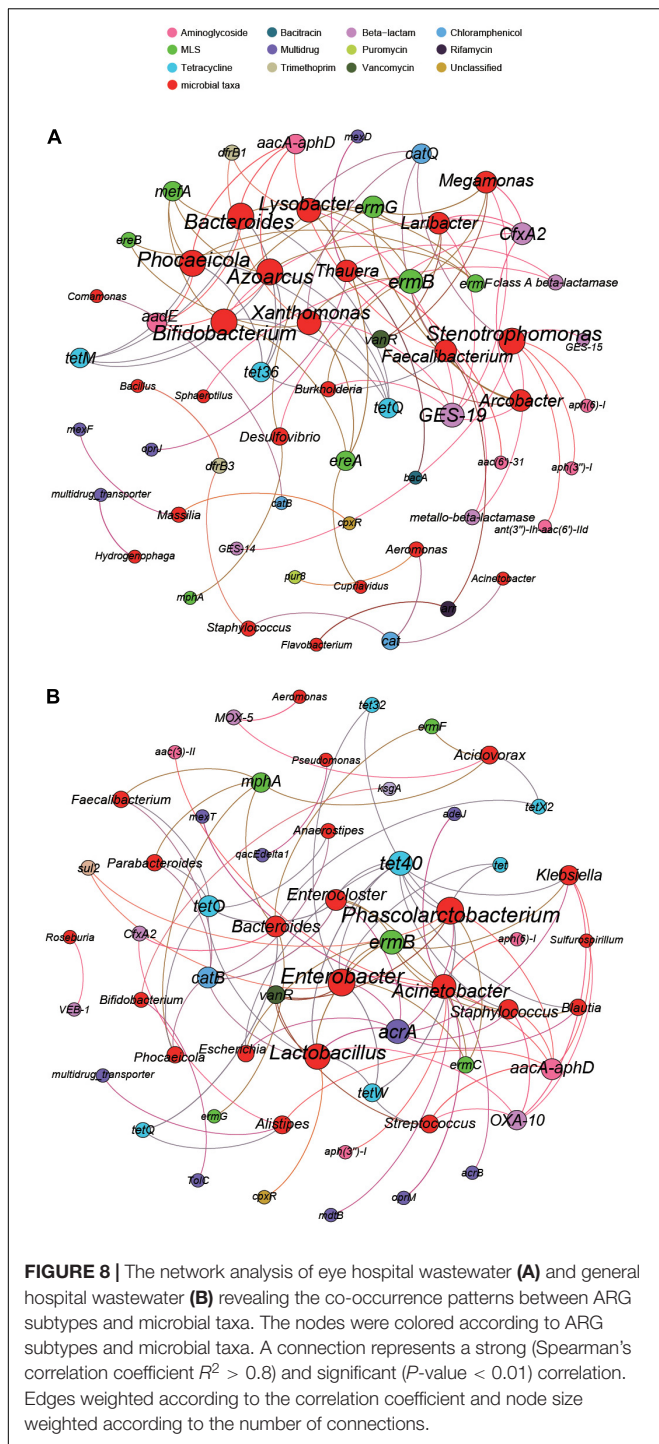 Aminoglycoside Bacitracin Beta-lactam Chloramphenicol
MLS Multidrug Puromycin Rifamycin
Tetracycline Trimethoprim Vancomycin Unclassified
microbial taxa
A
mexD
aacA-aphD
dfrB1
catQ
Megamonas
mefA
Lysobacter
ermG
Bacteroides
Laribacter
CfxA2
ereB
Phocaeicola
Azoarcus
Thauera
ermB
ermF
class A beta-lactamase
Comamonas
aadE
Bifidobacterium
Xanthomonas
vanR
Stenotrophomonas
GES-15
tetM
tet36
Faecalibacterium
Bacillus
Sphaerotilus
Burkholderia
tetQ
GES-19
Arcobacter
aph(6)-I
mexF
oprJ
Desulfovibrio
ereA
aac(6')-31
aph(3")-I
dfrB3
bacA
multidrug_transporter
Massilia
catB
cpxR
metallo-beta-lactamase
ant(3")-Ih-aac(6')-IId
Hydrogenophaga
GES-14
Aeromonas
pur8
Cupriavidus
Acinetobacter
mphA
Staphylococcus
Flavobacterium
cat
arr
B
Aeromonas
MOX-5
tet32
ermF
aac(3)-II
Pseudomonas
Acidovorax
mphA
ksgA
Faecalibacterium
mexT
Anaerostipes
adeJ
tetX2
Parabacteroides
qacEdelta1
tet40
tet
sul2
Klebsiella
tetO
Enterocloster
Phascolarctobacterium
Roseburia
CfxA2
Bacteroides
ermB
aph(6)-I
Sulfurospirillum
catB
Enterobacter
VEB-1
Bifidobacterium
vanR
Acinetobacter
Staphylococcus
Blautia
acrA
Phocaeicola
Escherichia
Lactobacillus
ermC
aacA-aphD
multidrug_transporter
tetW
ermG
tetQ
Alistipes
Streptococcus
OXA-10
aph(3")-I
TolC
cpxR
acrB
mdtB
oprM
FIGURE 8 | The network analysis of eye hospital wastewater (A) and general
hospital wastewater (B) revealing the co-occurrence patterns between ARG
subtypes and microbial taxa. The nodes were colored according to ARG
subtypes and microbial taxa. A connection represents a strong (Spearman's
correlation coefficient R² > 0.8) and significant (P-value < 0.01) correlation.
Edges weighted according to the correlation coefficient and node size
weighted according to the number of connections.